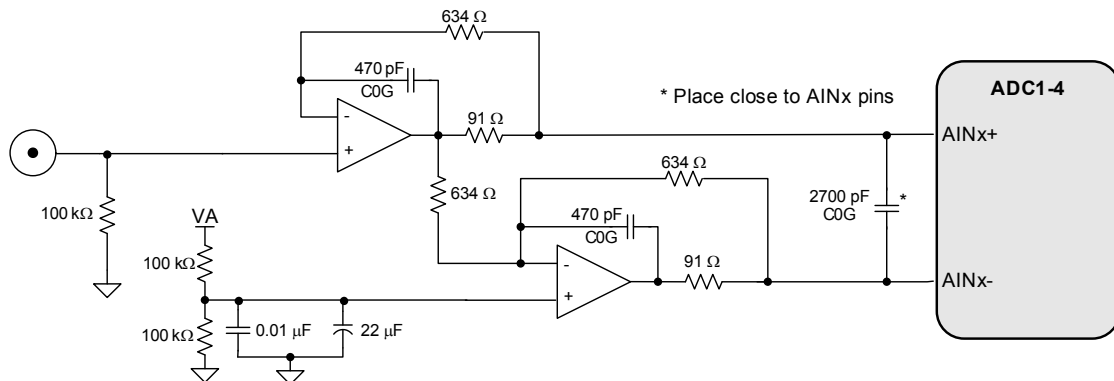 634 Ω
470 pF
C0G
* Place close to AINx pins
ADC1-4
-
+
91 Ω
AINx+
100 kΩ
634 Ω
634 Ω
VA
470 pF
C0G
2700 pF
C0G
*
100 kΩ
-
+
91 Ω
AINx-
100 kΩ
0.01 µF
22 µF